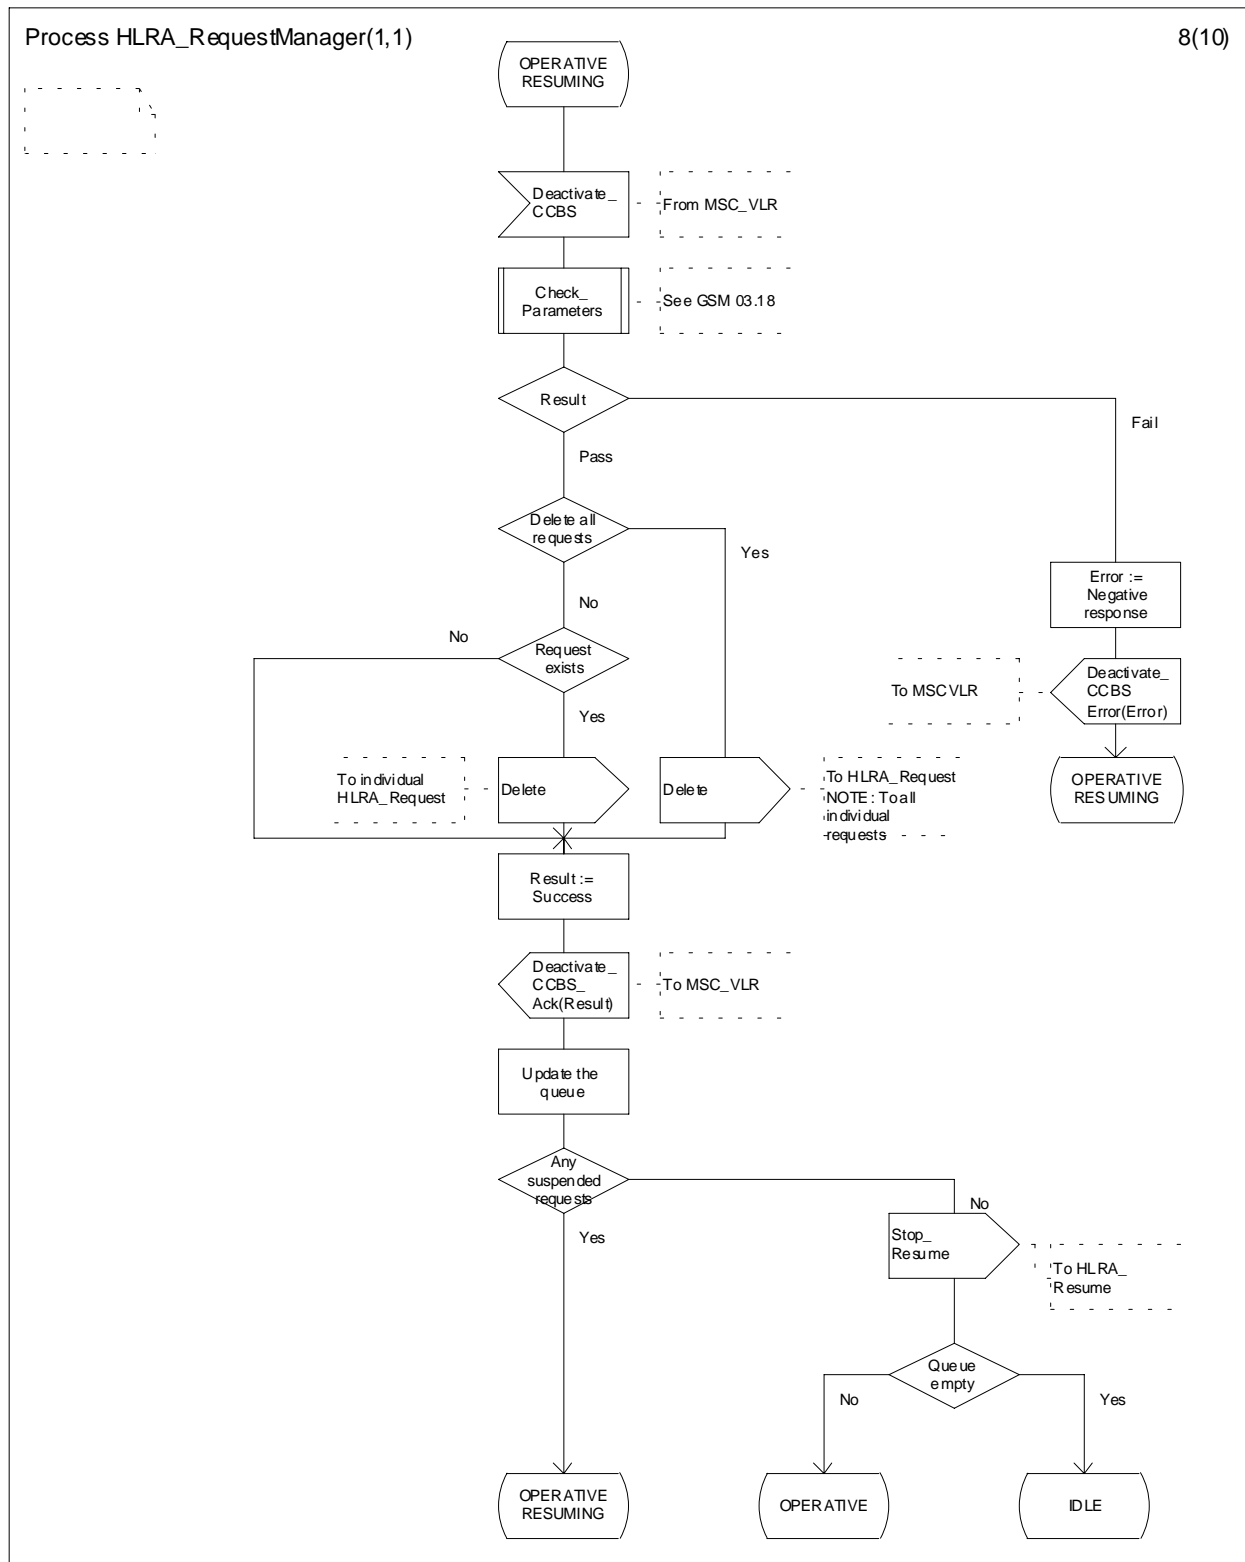 Process HLRA_RequestManager(1,1)
8(10)
OPERATIVE
RESUMING
Deactivate_
CCBS
From MSC_VLR
Check_
Parameters
See GSM 03.18
Result
Fail
Pass
Delete all
requests
Yes
No
Error :=
Negative
response
No
Request
exists
To MSCVLR
Deactivate_
CCBS
Error(Error)
Yes
To individual
HLRA_Request
Delete
Delete
To HLRA_Request
NOTE: To all
individual
requests
OPERATIVE
RESUMING
Result :=
Success
Deactivate_
CCBS_
Ack(Result)
To MSC_VLR
Update the
queue
Any
suspended
requests
No
Yes
Stop_
Resume
To HLRA_
Resume
Queue
empty
No
Yes
OPERATIVE
RESUMING
OPERATIVE
IDLE